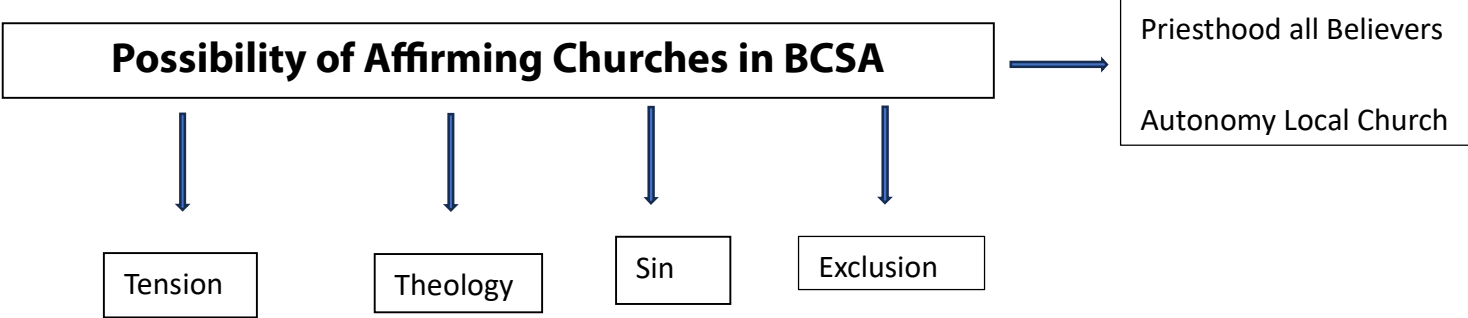 Possibility of Affirming Churches in BCSA
Priesthood all Believers
Autonomy Local Church
Tension
Theology
Sin
Exclusion